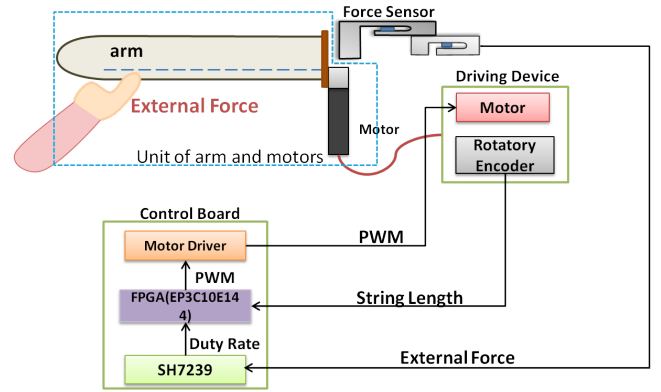 Force Sensor
arm
External Force
Driving Device
Motor
Motor
Rotatory
Encoder
Unit of arm and motors
Control Board
Motor Driver
PWM
PWM
FPGA(EP3C10E14
4)
String Length
Duty Rate
External Force
SH7239